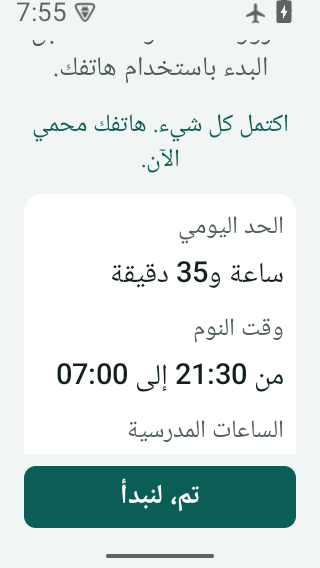 7:55
البدء باستخدام هاتفك.
اكتمل كل شيء. هاتفك محمي
الآن.
الحد اليومي
ساعة و35 دقيقة
وقت النوم
من 21:30 إلى 07:00
الساعات المدرسية
تم، لنبدأ